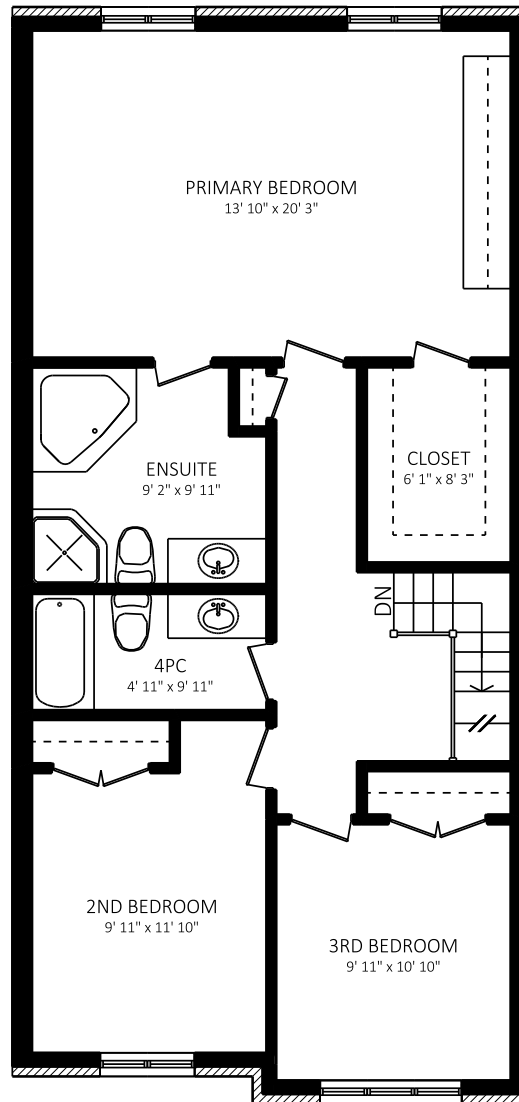 PRIMARY BEDROOM
13' 10" x 20' 3"
ENSUITE
9' 2" x 9' 11"
CLOSET
6' 1" x 8' 3"
DN
4PC
4' 11" x 9' 11"
2ND BEDROOM
9' 11" x 11' 10"
3RD BEDROOM
9' 11" x 10' 10"